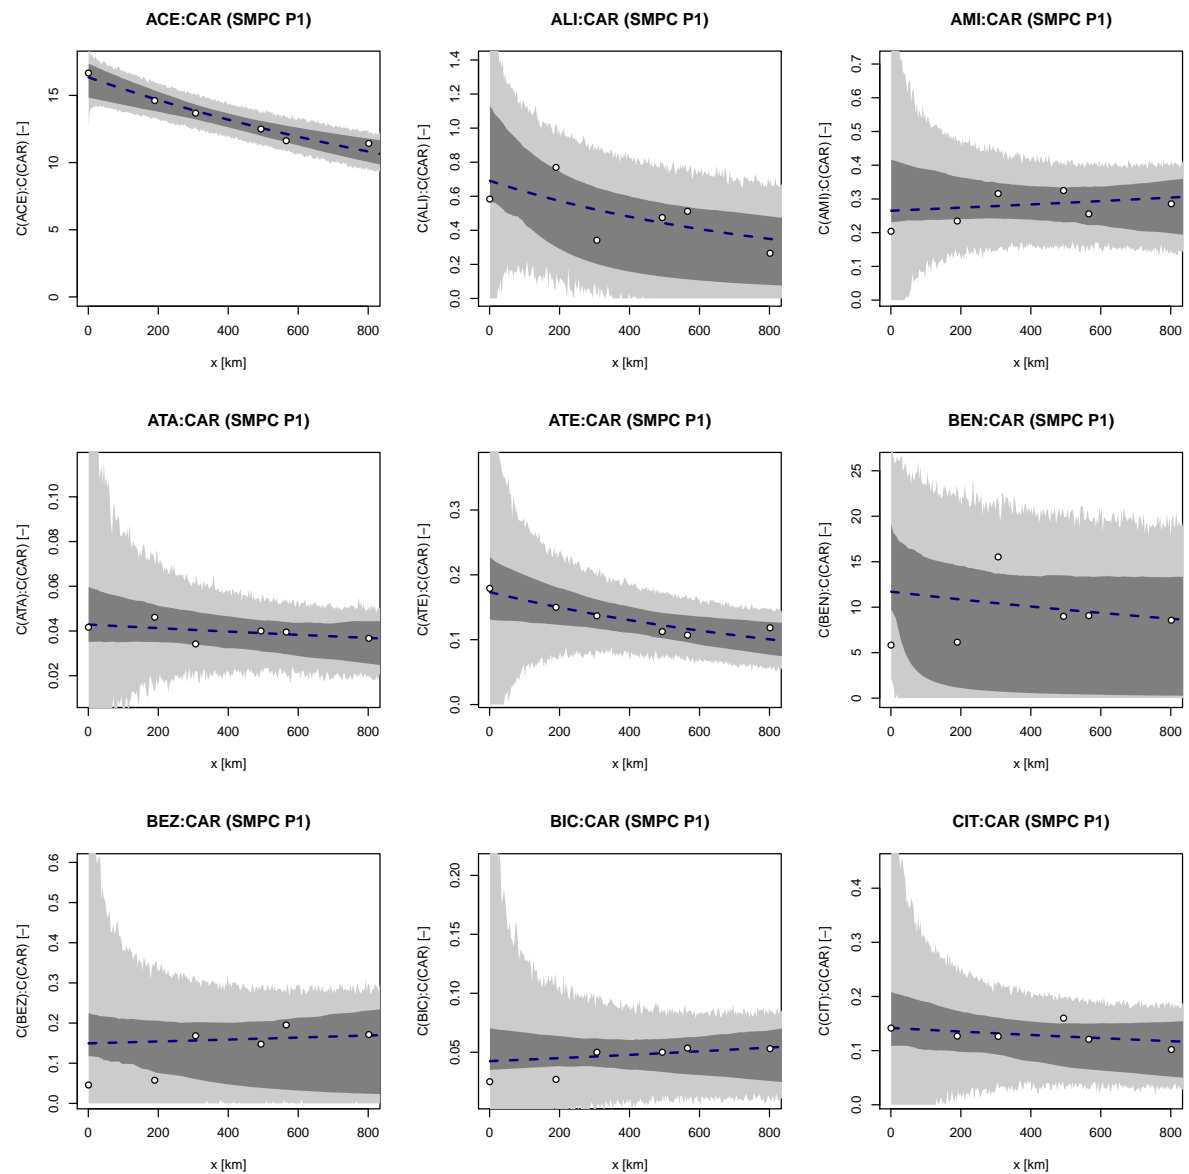 ACE:CAR (SMPC P1)
C(ACE):C(CAR) [−]
15
10
5
0
0 200 400 600 800
x [km]
ALI:CAR (SMPC P1)
C(ALI):C(CAR) [−]
1.4
1.2
1.0
0.8
0.6
0.4
0.2
0.0
0 200 400 600 800
x [km]
AMI:CAR (SMPC P1)
C(AMI):C(CAR) [−]
0.7
0.6
0.5
0.4
0.3
0.2
0.1
0.0
0 200 400 600 800
x [km]
ATA:CAR (SMPC P1)
C(ATA):C(CAR) [−]
0.10
0.08
0.06
0.04
0.02
0 200 400 600 800
x [km]
ATE:CAR (SMPC P1)
C(ATE):C(CAR) [−]
0.3
0.2
0.1
0.0
0 200 400 600 800
x [km]
BEN:CAR (SMPC P1)
C(BEN):C(CAR) [−]
25
20
15
10
5
0
0 200 400 600 800
x [km]
BEZ:CAR (SMPC P1)
C(BEZ):C(CAR) [−]
0.6
0.5
0.4
0.3
0.2
0.1
0.0
0 200 400 600 800
x [km]
BIC:CAR (SMPC P1)
C(BIC):C(CAR) [−]
0.20
0.15
0.10
0.05
0 200 400 600 800
x [km]
CIT:CAR (SMPC P1)
C(CIT):C(CAR) [−]
0.4
0.3
0.2
0.1
0.0
0 200 400 600 800
x [km]